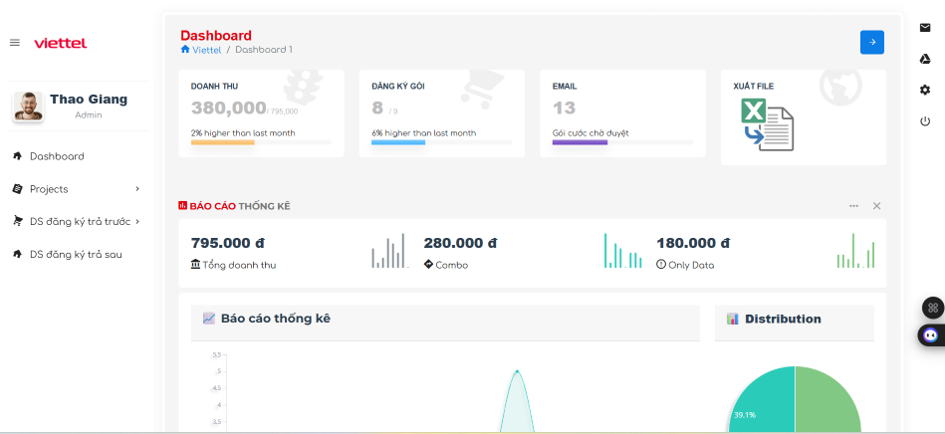 viettel
Thao Giang
Admin
Dashboard
Projects
DS đăng ký trả trước
DS đăng ký trả sau
Dashboard
Viettel / Dashboard 1
DOANH THU
380,000/ 795,000
2% higher than last month
ĐĂNG KÝ GÓI
8 / 9
6% higher than last month
EMAIL
13
Gói cước chờ duyệt
XUẤT FILE
BÁO CÁO THỐNG KÊ
795.000 đ
Tổng doanh thu
280.000 đ
Combo
180.000 đ
Only Data
Báo cáo thống kê
5.5
5
4.5
4
3.5
Distribution
39.1%